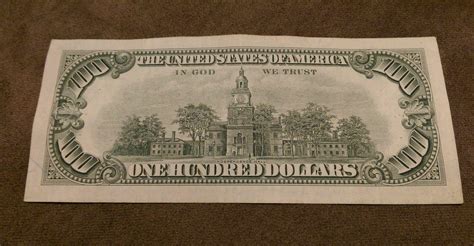 THE UNITED STATES OF AMERICA
IN GOD WE TRUST
100 100
100 100
ONE HUNDRED DOLLARS